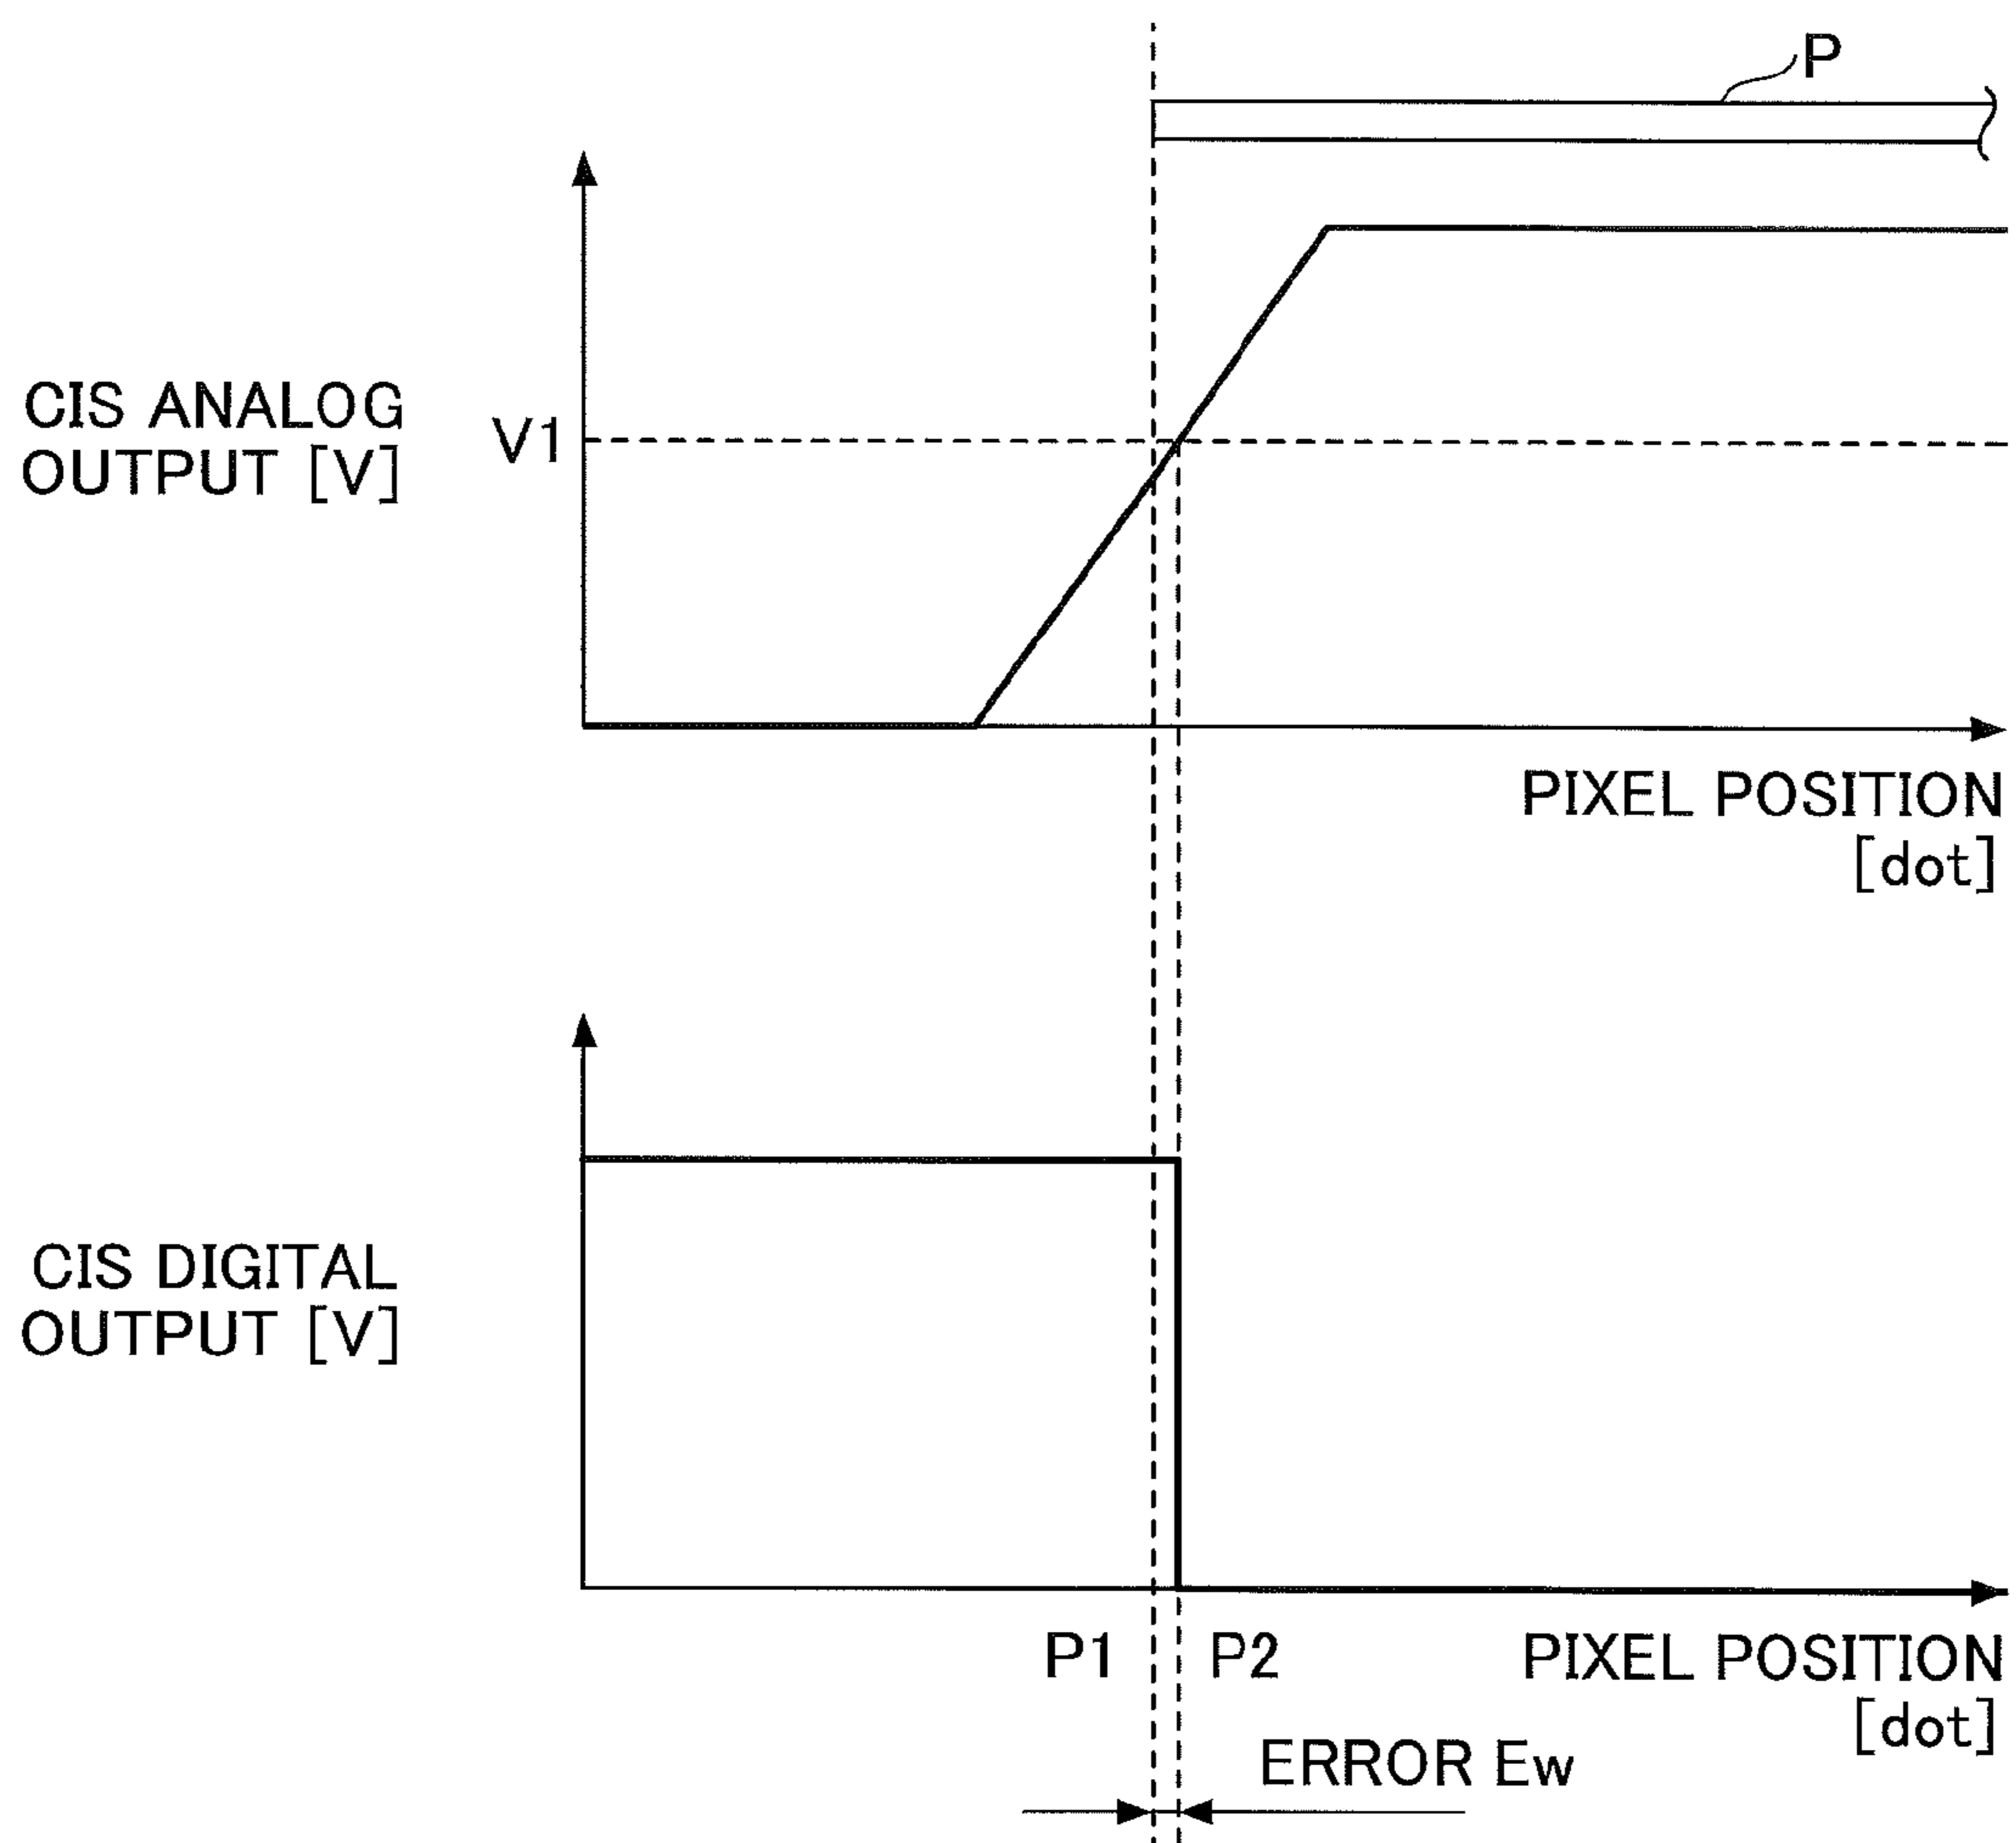 P
CIS ANALOG
OUTPUT [V]
V1
PIXEL POSITION
[dot]
CIS DIGITAL
OUTPUT [V]
P1
P2
PIXEL POSITION
[dot]
ERROR Ew